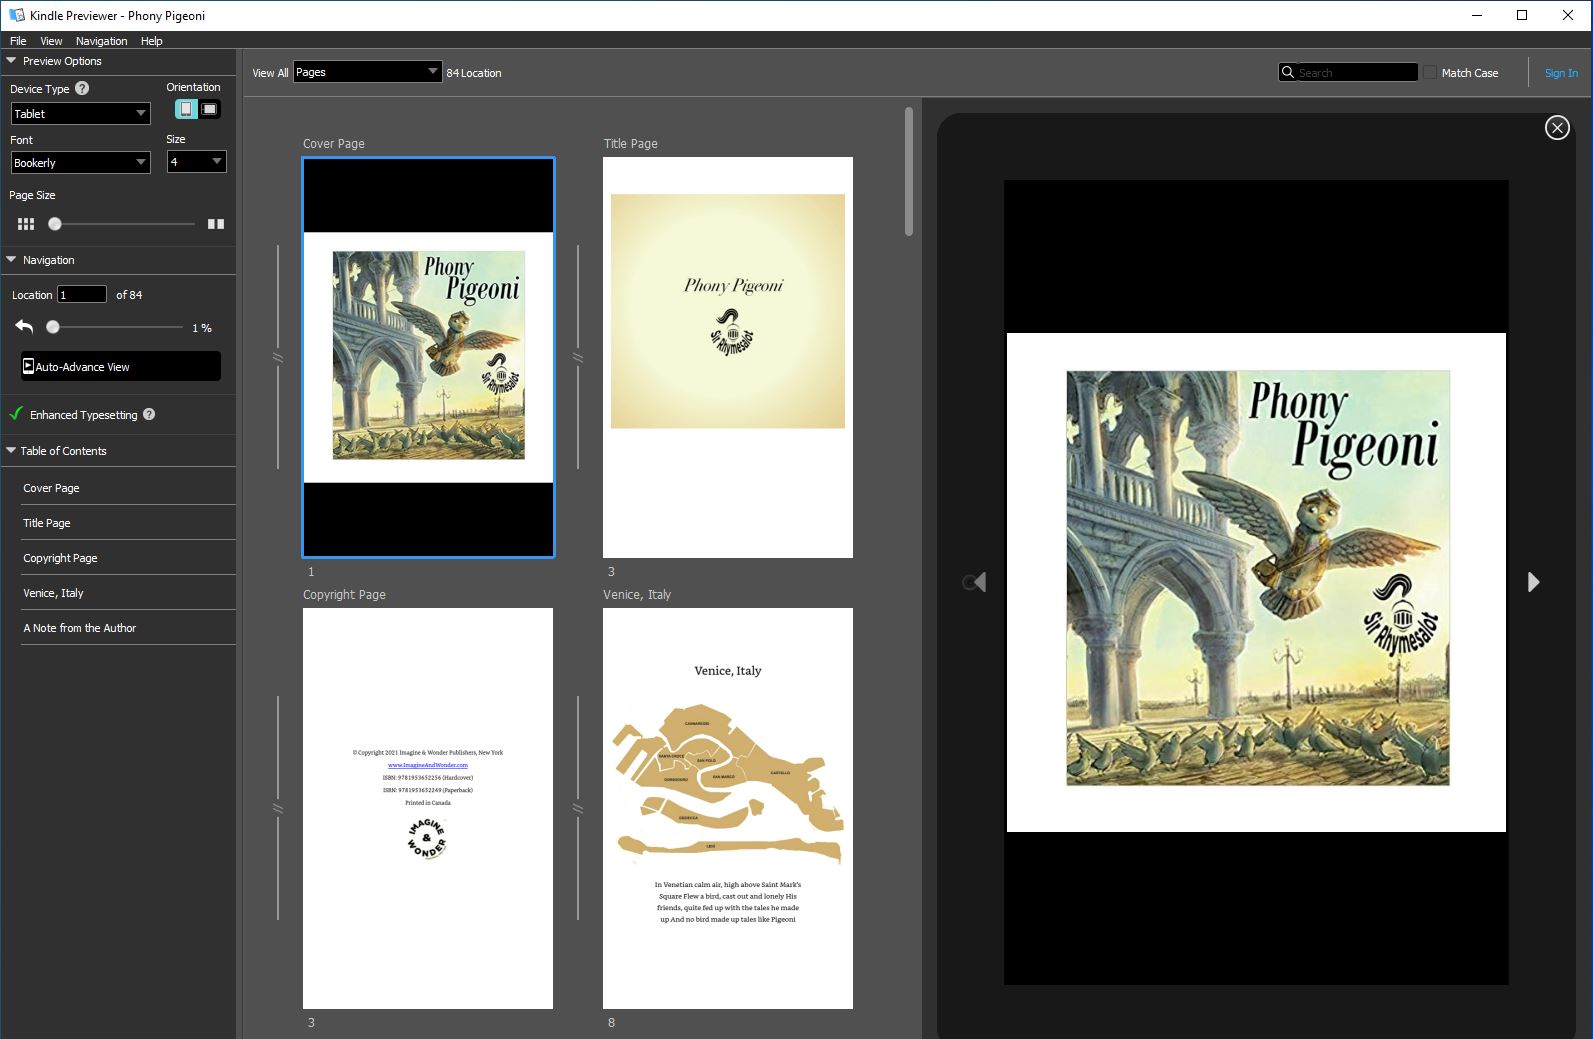 Kindle Previewer - Phony Pigeoni
File View Navigation Help
Preview Options
Device Type ?
Orientation
Tablet
Font
Size
Bookerly
4
Page Size
Navigation
Location 1 of 84
1 %
Auto-Advance View
Enhanced Typesetting ?
Table of Contents
Cover Page
Title Page
Copyright Page
Venice, Italy
A Note from the Author
View All Pages 84 Location
Search
Match Case
Sign In
Cover Page
Phony
Pigeoni
Sir Rhymesalot
1
Title Page
Phony Pigeoni
Sir Rhymesalot
3
Copyright Page
© Copyright 2021 Imagine & Wonder Publishers, New York
www.ImagineAndWonder.com
ISBN: 9781953652256 (Hardcover)
ISBN: 9781953652249 (Paperback)
Printed in Canada
IMAGINE
&
WONDER
3
Venice, Italy
Venice, Italy
CANNAREGIO
SANTA CROCE
SAN POLO
DORSODURO
SAN MARCO
CASTELLO
GIUDECCA
LIDO
In Venetian calm air, high above Saint Mark's
Square Flew a bird, cast out and lonely His
friends, quite fed up with the tales he made
up And no bird made up tales like Pigeoni
8
Phony
Pigeoni
Sir Rhymesalot